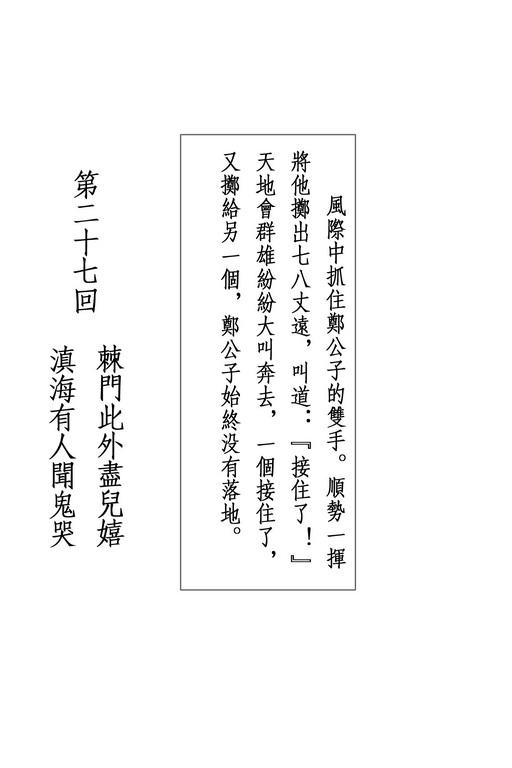 風際中抓住鄭公子的雙手。順勢一揮
將他擲出七八丈遠，叫道：『接住了！』
天地會群雄紛紛大叫奔去，一個接住了，
又擲給另一個，鄭公子始終没有落地。
第二十七回
棘門此外盡兒嬉
滇海有人聞鬼哭